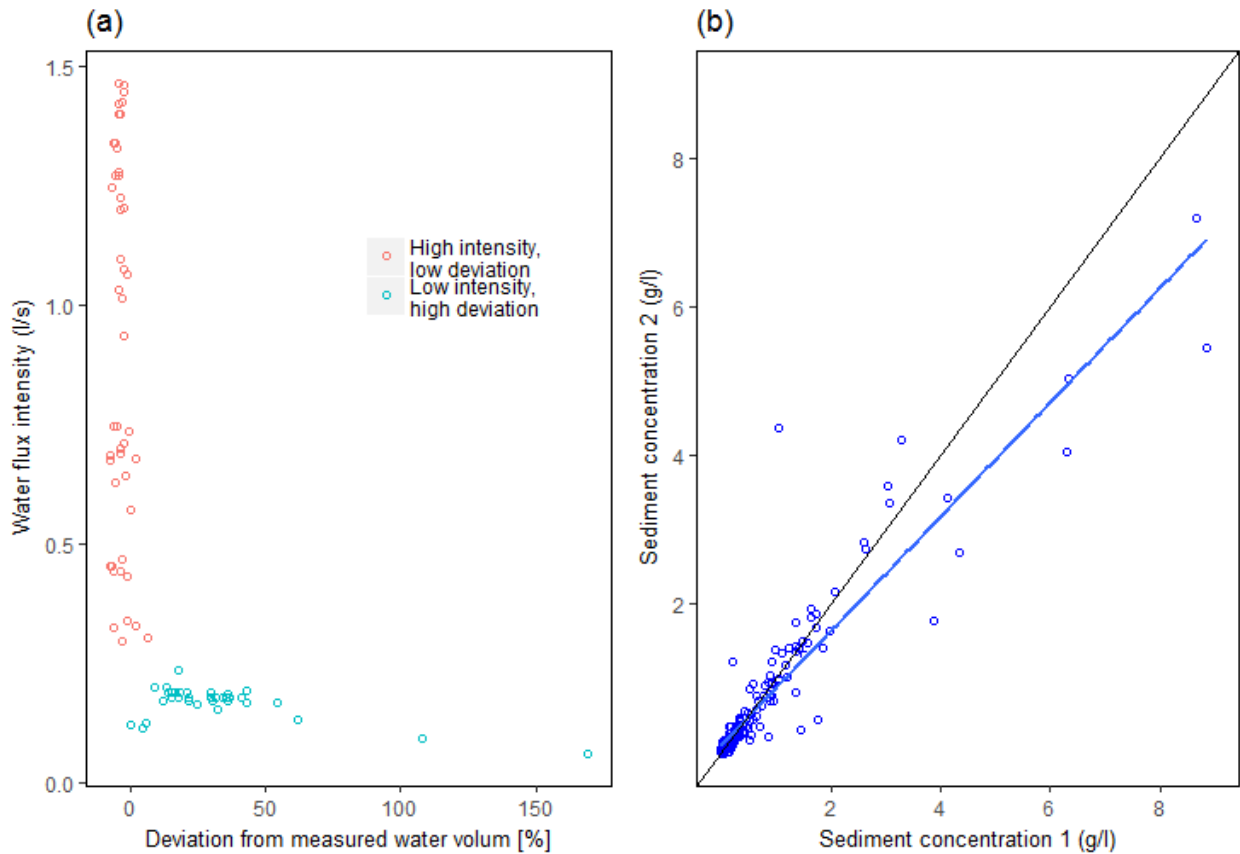 (a)
1.5
1.0
0.5
0.0
Water flux intensity (l/s)
High intensity,
low deviation
Low intensity,
high deviation
0 50 100 150
Deviation from measured water volum [%]
(b)
8
6
4
2
Sediment concentration 2 (g/l)
2 4 6 8
Sediment concentration 1 (g/l)